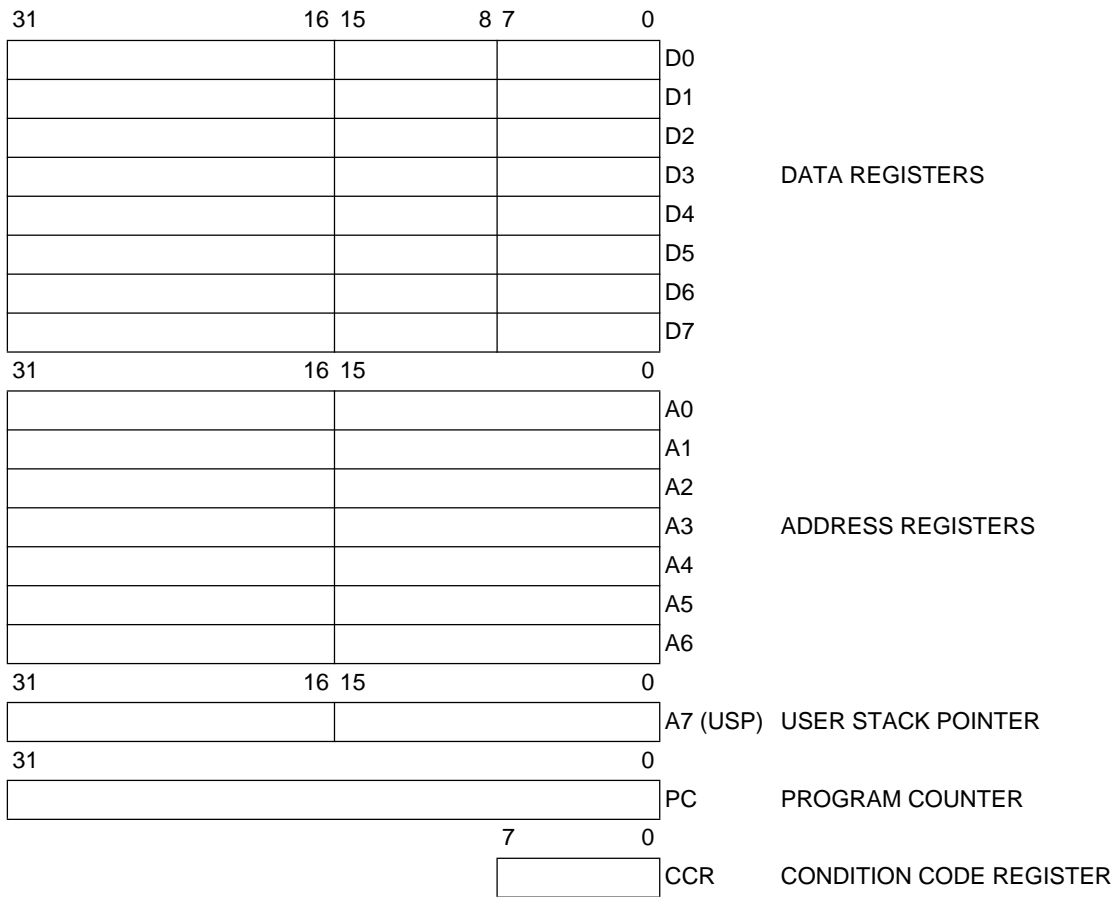 31 16 15 8 7 0
D0
D1
D2
D3 DATA REGISTERS
D4
D5
D6
D7
31 16 15 0
A0
A1
A2
A3 ADDRESS REGISTERS
A4
A5
A6
31 16 15 0
A7 (USP) USER STACK POINTER
31 0
PC PROGRAM COUNTER
7 0
CCR CONDITION CODE REGISTER